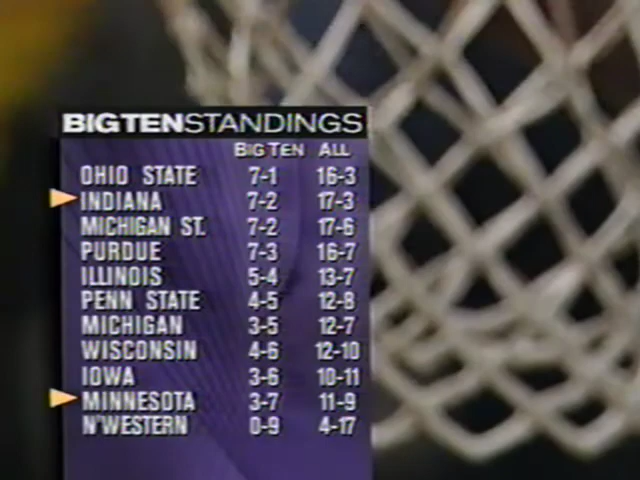 BIGTENSTANDINGS
BIG TEN ALL
OHIO STATE 7-1 16-3
INDIANA 7-2 17-3
MICHIGAN ST. 7-2 17-6
PURDUE 7-3 16-7
ILLINOIS 5-4 13-7
PENN STATE 4-5 12-8
MICHIGAN 3-5 12-7
WISCONSIN 4-6 12-10
IOWA 3-6 10-11
MINNESOTA 3-7 11-9
N'WESTERN 0-9 4-17